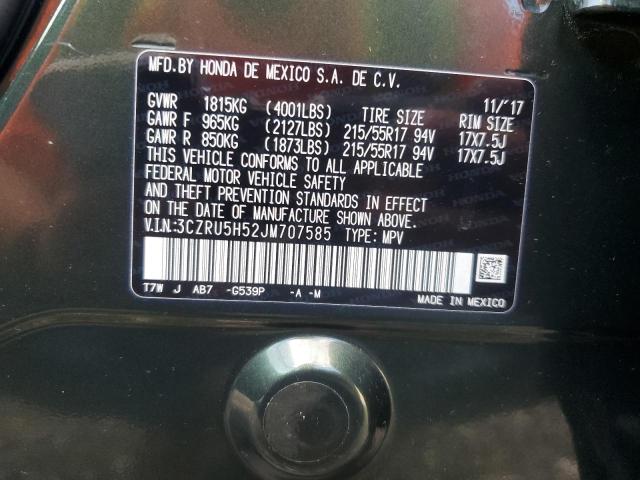 MFD.BY HONDA DE MEXICO S.A. DE C.V.
11/'17
GVWR 1815KG (4001LBS) TIRE SIZE RIM SIZE
GAWR F 965KG (2127LBS) 215/55R17 94V 17X7.5J
GAWR R 850KG (1873LBS) 215/55R17 94V 17X7.5J
THIS VEHICLE CONFORMS TO ALL APPLICABLE
FEDERAL MOTOR VEHICLE SAFETY
AND THEFT PREVENTION STANDARDS IN EFFECT
ON THE DATE OF MANUFACTURE SHOWN ABOVE.
V.I.N:3CZRU5H52JM707585 TYPE: MPV
T7W J AB7 -G539P -A -M
MADE IN MEXICO